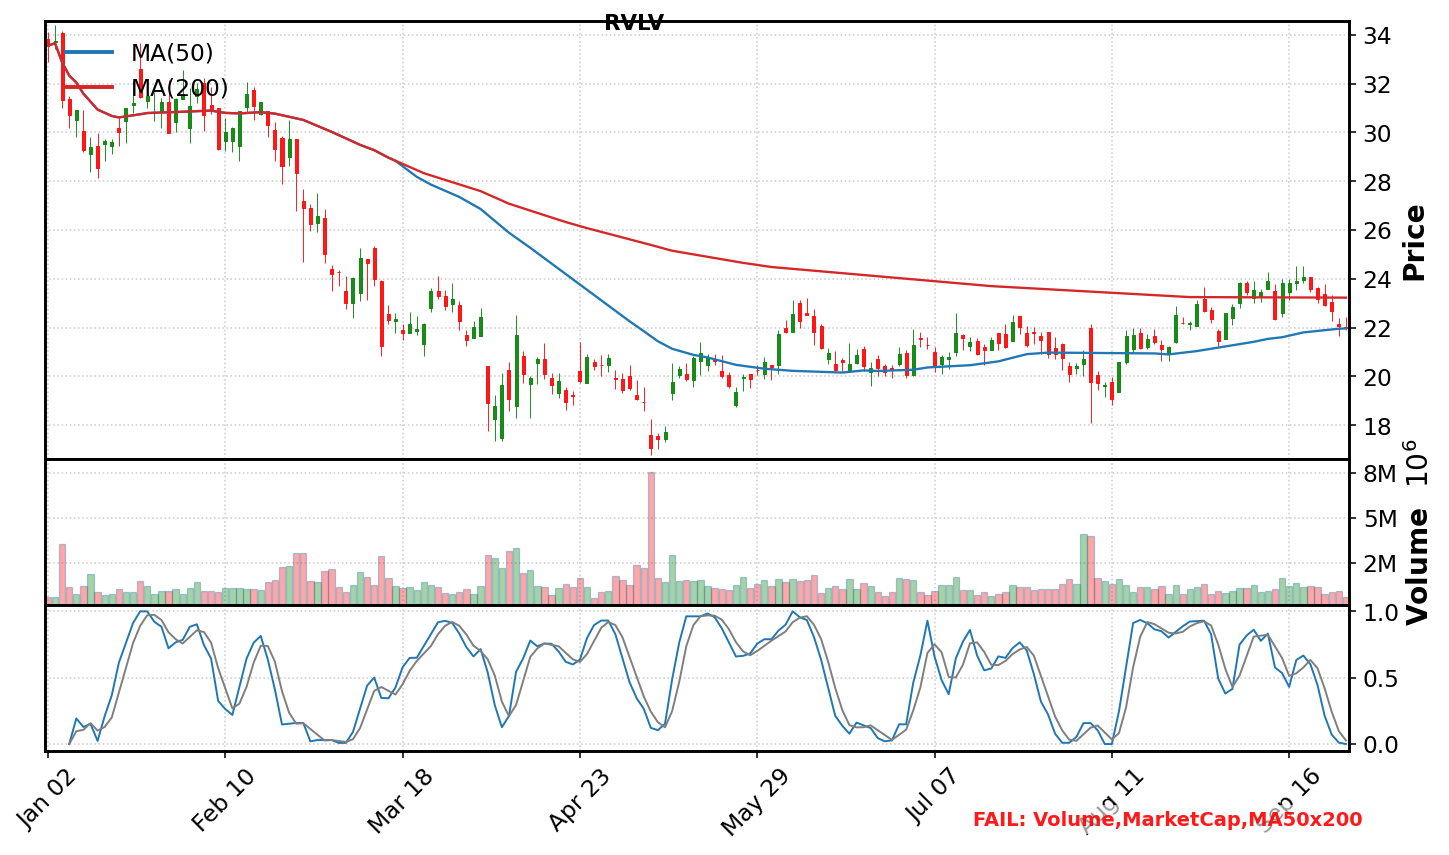 RVLV
MA(50)
MA(200)
34
32
30
28
26
24
22
20
18
Price
8M
5M
2M
Volume 10^6
1.0
0.5
0.0
Jan 02
Feb 10
Mar 18
Apr 23
May 29
Jul 07
Aug 11
Sep 16
FAIL: Volume,MarketCap,MA50x200